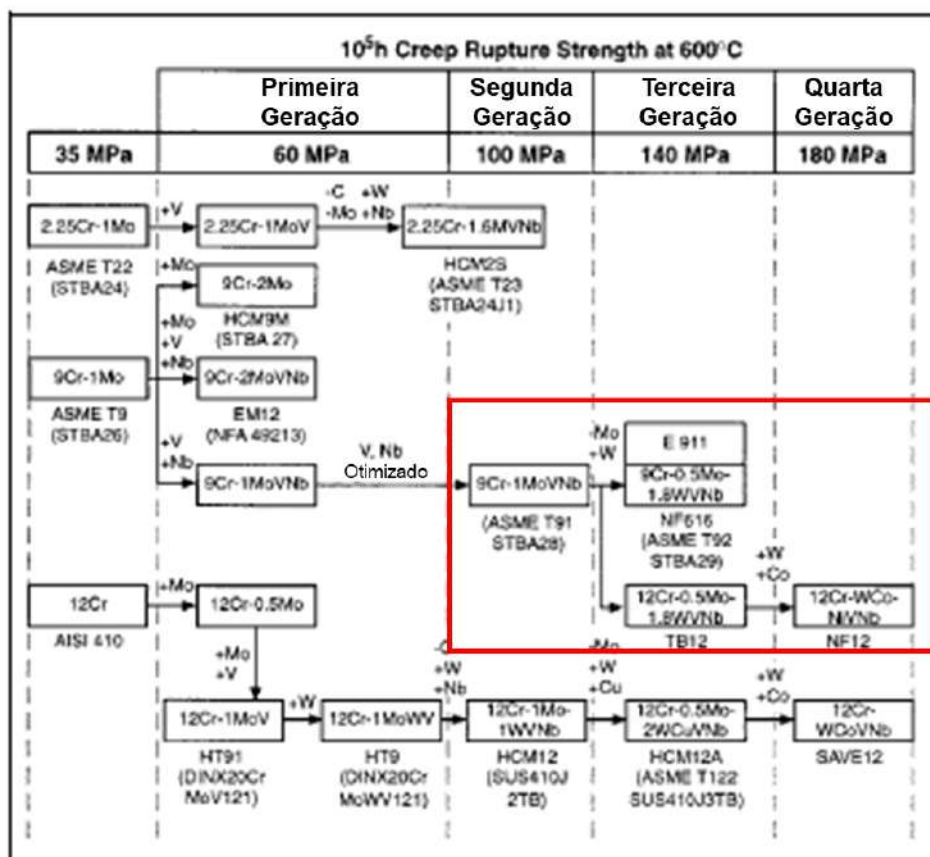 10⁵h Creep Rupture Strength at 600°C
Primeira Geração
Segunda Geração
Terceira Geração
Quarta Geração
35 MPa
60 MPa
100 MPa
140 MPa
180 MPa
2.25Cr-1Mo
ASME T22
(STBA24)
+V
2.25Cr-1MoV
-C +W
-Mo +Nb
2.25Cr-1.6MVNb
HCM2S
(ASME T23
STBA24J1)
+Mo
9Cr-2Mo
HCM9M
(STBA 27)
9Cr-1Mo
ASME T9
(STBA26)
+Mo
+V
+Nb
9Cr-2MoVNb
EM12
(NFA 49213)
+V
+Nb
9Cr-1MoVNb
V, Nb
Otimizado
9Cr-1MoVNb
(ASME T91
STBA28)
-Mo
+W
E 911
9Cr-0.5Mo-
1.8WVNb
NF616
(ASME T92
STBA29)
12Cr-0.5Mo-
1.8WVNb
TB12
+W
+Co
12Cr-WCo-
NiVNb
NF12
12Cr
AISI 410
+Mo
12Cr-0.5Mo
+Mo
+V
12Cr-1MoV
HT91
(DINX20Cr
MoV121)
+W
12Cr-1MoWV
HT9
(DINX20Cr
MoWV121)
-C
+W
+Nb
12Cr-1Mo-
1WVNb
HCM12
(SUS410J
2TB)
-Mo
+W
+Cu
12Cr-0.5Mo-
2WCuVNb
HCM12A
(ASME T122
SUS410J3TB)
+W
+Co
12Cr-
WCoVNb
SAVE12